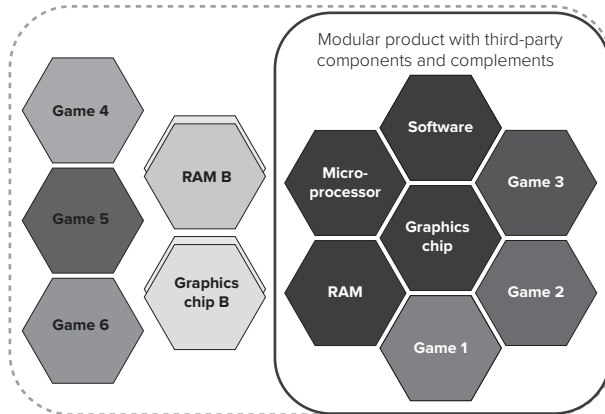 Modular product with third-party
components and complements
Game 4
Game 5
Game 6
RAM B
Graphics
chip B
Software
Micro-
processor
Game 3
Graphics
chip
RAM
Game 2
Game 1